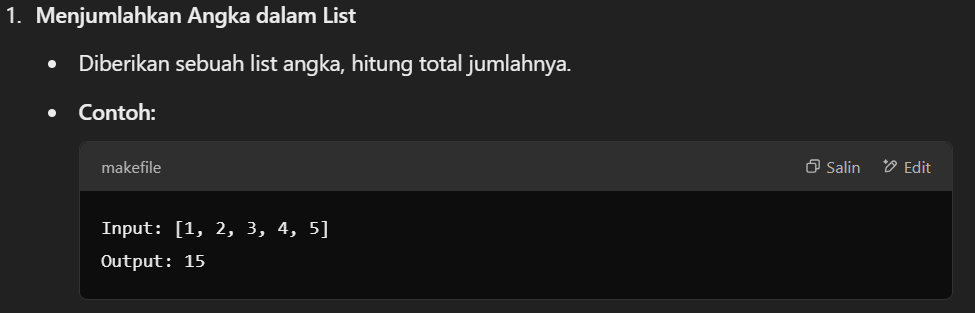 1. Menjumlahkan Angka dalam List
• Diberikan sebuah list angka, hitung total jumlahnya.
• Contoh:
makefile Salin Edit
Input: [1, 2, 3, 4, 5]
Output: 15